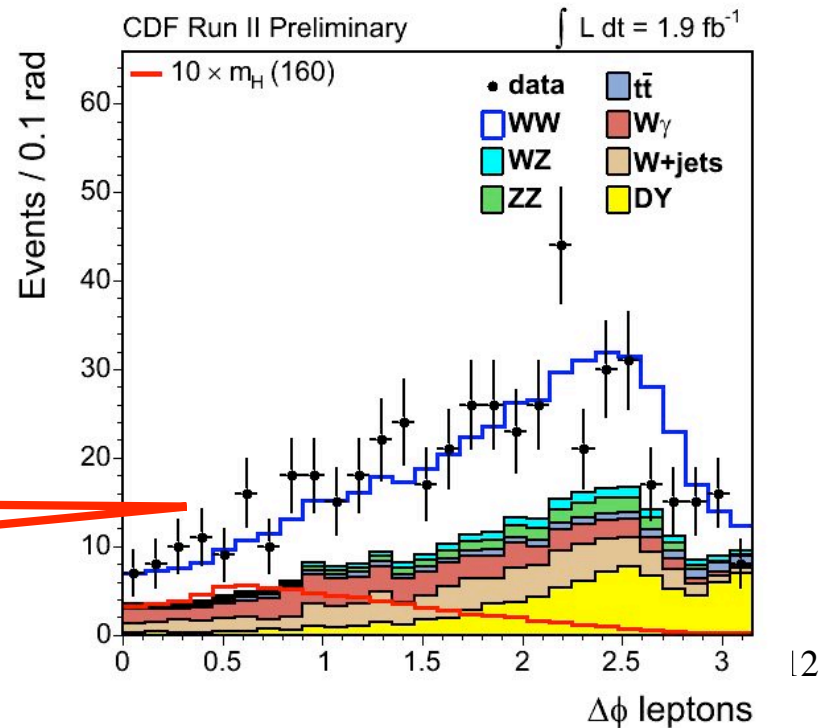 CDF Run II Preliminary ∫ L dt = 1.9 fb⁻¹
10 × m_H (160)
data
WW
WZ
ZZ
tt̄
Wγ
W+jets
DY
Events / 0.1 rad
60
50
40
30
20
10
0
0 0.5 1 1.5 2 2.5 3
Δϕ leptons
12